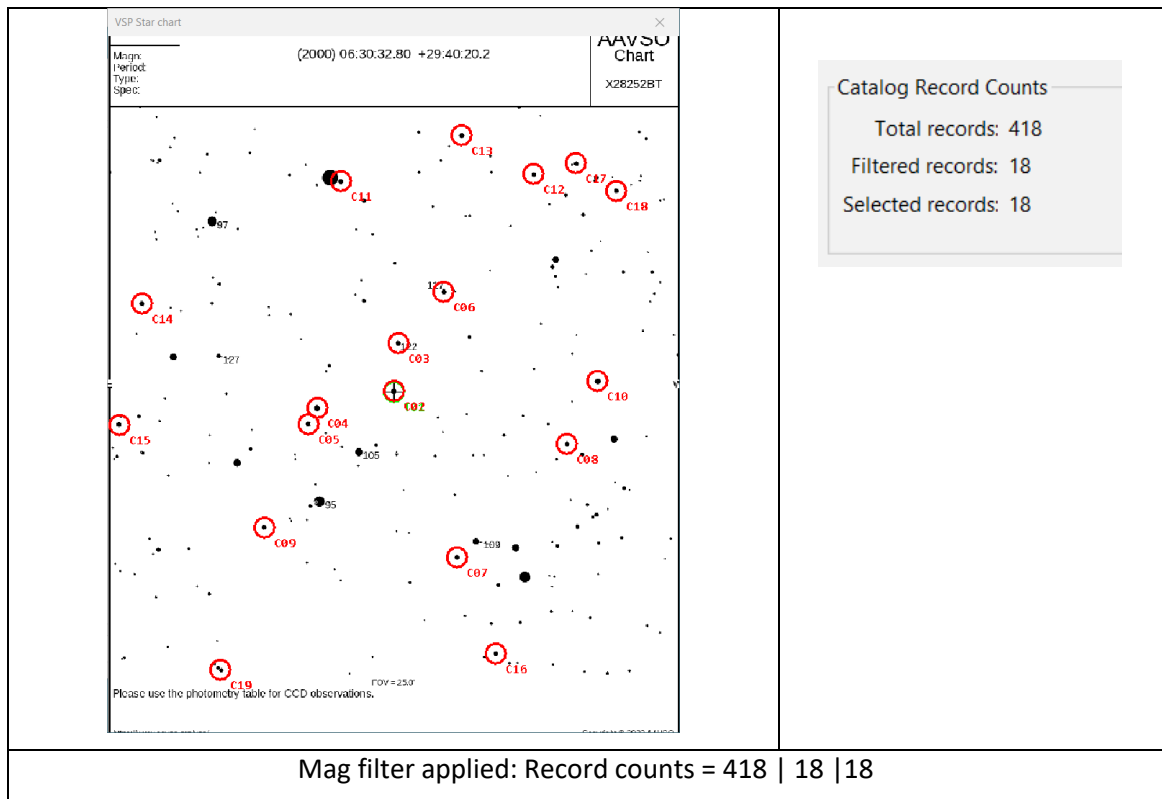 VSP Star chart
AAVSO
Magn:
(2000) 06:30:32.80 +29:40:20.2
Chart
Period:
Type:
X28252BT
Spec:
C13
C17
C12
C11
C18
97
C06
C14
122
C03
127
C10
C02
C04
C15
C05
C08
105
95
C09
109
C07
C16
C19
FOV = 25.0'
Please use the photometry table for CCD observations.
Catalog Record Counts
Total records: 418
Filtered records: 18
Selected records: 18
Mag filter applied: Record counts = 418 | 18 |18